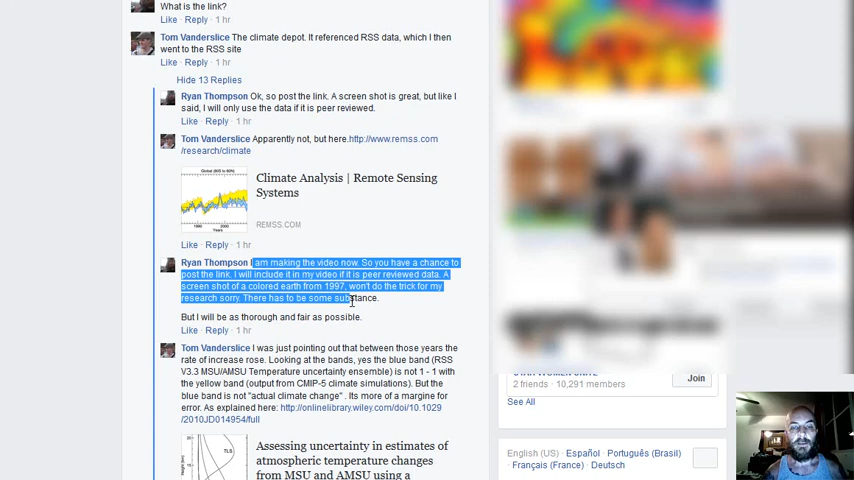 What is the link?
Like · Reply · 1 hr
Tom Vanderslice The climate depot. It referenced RSS data, which I then
went to the RSS site
Like · Reply · 1 hr
Hide 13 Replies
Ryan Thompson Ok, so post the link. A screen shot is great, but like I
said, I will only use the data if it is peer reviewed.
Like · Reply · 1 hr
Tom Vanderslice Apparently not, but here.http://www.remss.com
/research/climate
Global (80S to 80N)
1990 2000
Years
Climate Analysis | Remote Sensing
Systems
REMSS.COM
Like · Reply · 1 hr
Ryan Thompson I am making the video now. So you have a chance to
post the link. I will include it in my video if it is peer reviewed data. A
screen shot of a colored earth from 1997, won't do the trick for my
research sorry. There has to be some substance.
But I will be as thorough and fair as possible.
Like · Reply · 1 hr
Tom Vanderslice I was just pointing out that between those years the
rate of increase rose. Looking at the bands, yes the blue band (RSS
V3.3 MSU/AMSU Temperature uncertainty ensemble) is not 1 - 1 with
the yellow band (output from CMIP-5 climate simulations). But the
blue band is not "actual climate change" . Its more of a margin for
error. As explained here: http://onlinelibrary.wiley.com/doi/10.1029
/2010JD014954/full
TLS
Assessing uncertainty in estimates of
atmospheric temperature changes
from MSU and AMSU using a
2 friends · 10,291 members
Join
See All
English (US) · Español · Português (Brasil)
· Français (France) · Deutsch